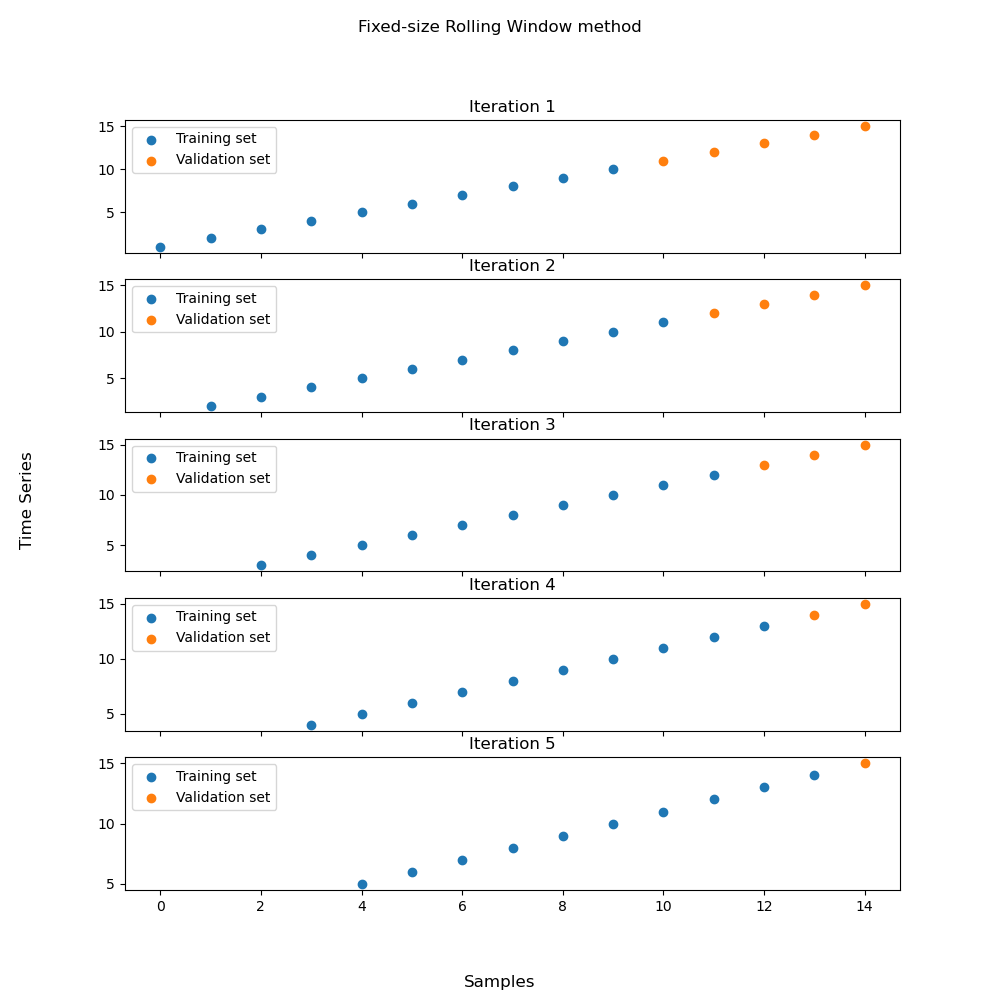 Fixed-size Rolling Window method
Iteration 1
Training set
Validation set
15
10
5
Iteration 2
Training set
Validation set
15
10
5
Iteration 3
Training set
Validation set
15
10
5
Time Series
Iteration 4
Training set
Validation set
15
10
5
Iteration 5
Training set
Validation set
15
10
5
0 2 4 6 8 10 12 14
Samples